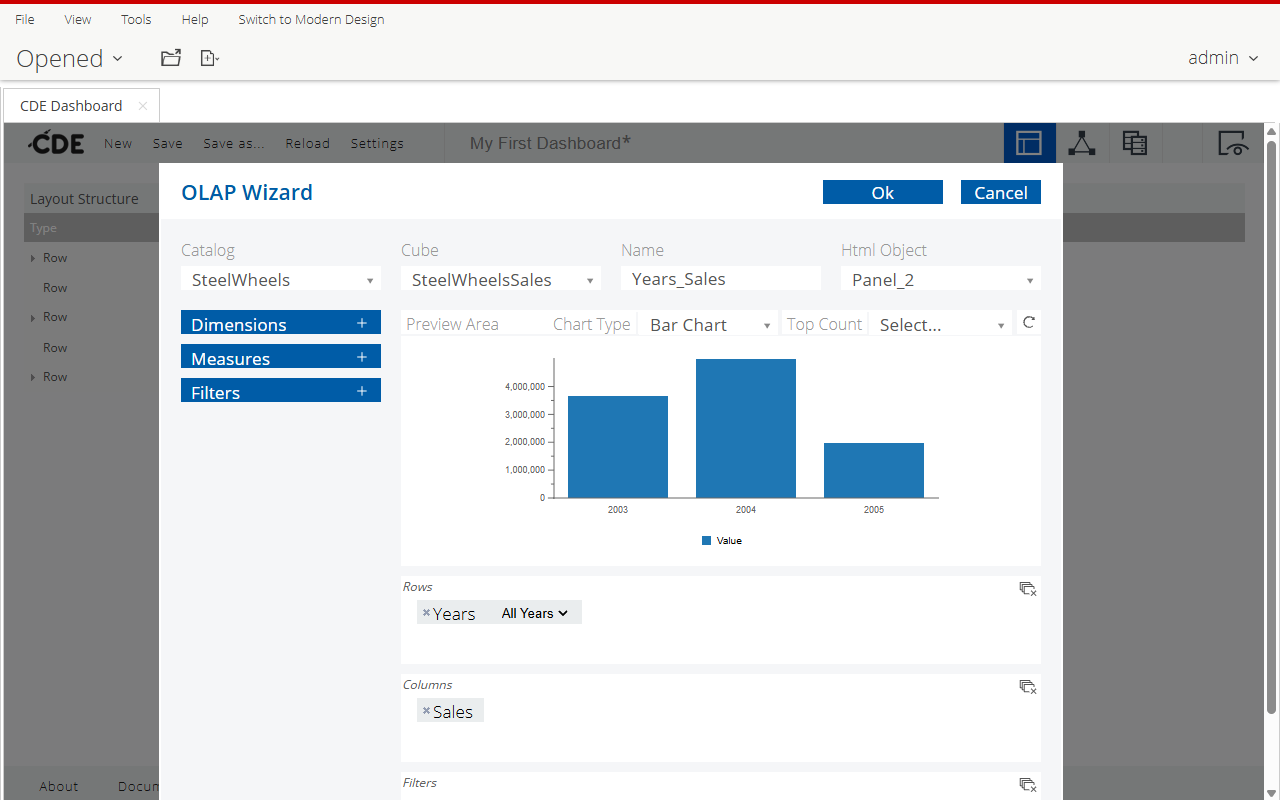 File View Tools Help Switch to Modern Design
Opened admin
CDE Dashboard
CDE New Save Save as... Reload Settings My First Dashboard*
OLAP Wizard Ok Cancel
Layout Structure
Type
Row
Row
Row
Row
Row
Catalog Cube Name Html Object
SteelWheels SteelWheelsSales Years_Sales Panel_2
Dimensions
Measures
Filters
Preview Area Chart Type Bar Chart Top Count Select...
4,000,000
3,000,000
2,000,000
1,000,000
0
2003 2004 2005
Value
Rows
Years All Years
Columns
Sales
Filters
About